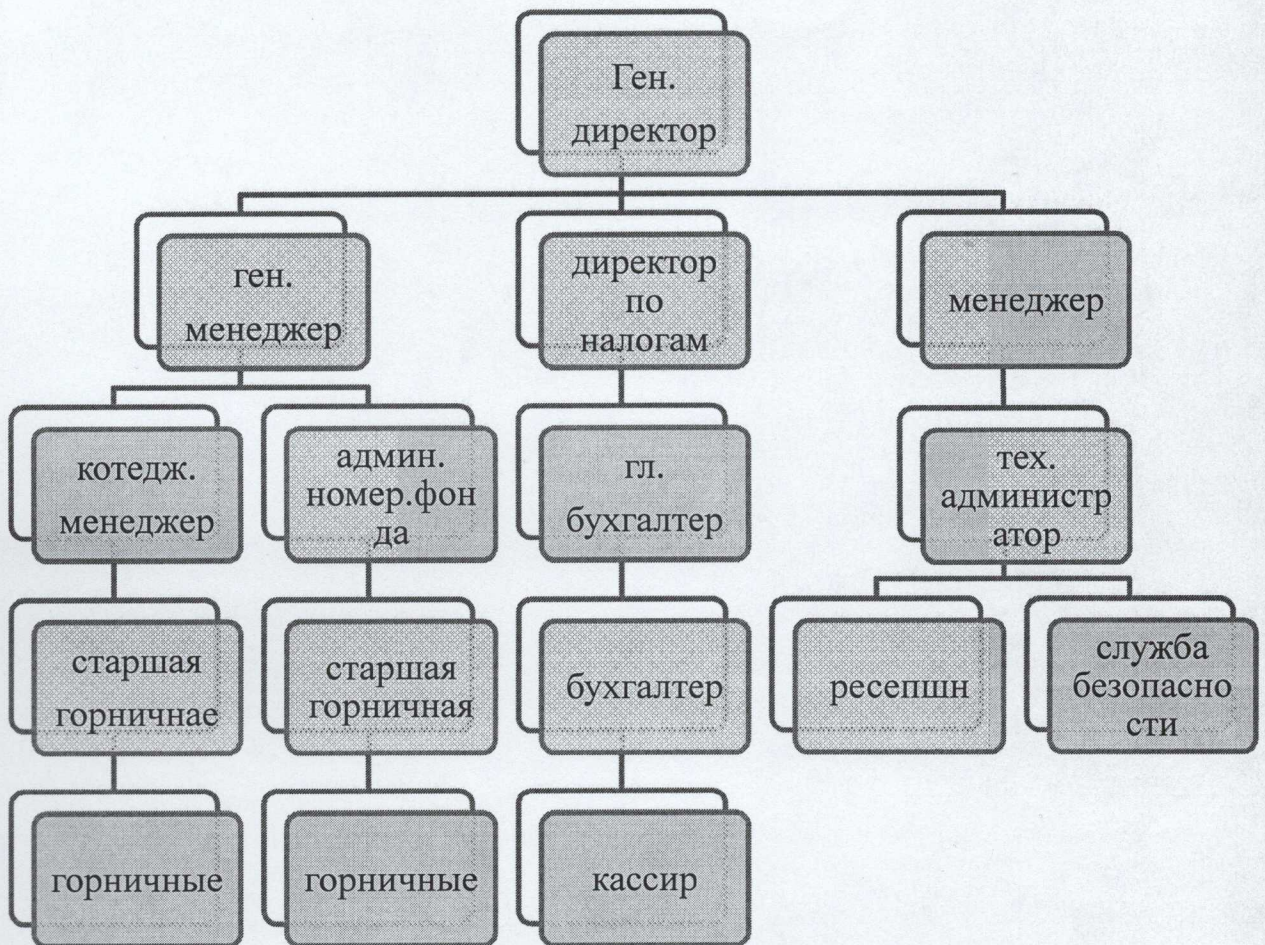 Ген.
директор
ген.
менеджер
директор
по
налогам
менеджер
котедж.
менеджер
админ.
номер.фон
да
гл.
бухгалтер
тех.
администр
атор
старшая
горничнае
старшая
горничная
бухгалтер
ресепшн
служба
безопасно
сти
горничные
горничные
кассир